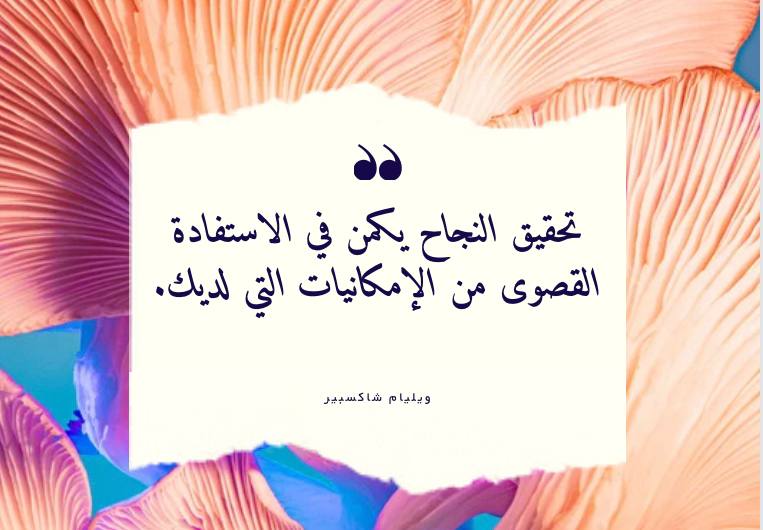 تحقيق النجاح يكمن في الاستفادة
القصوى من الإمكانيات التي لديك.
ويليام شاكسبير